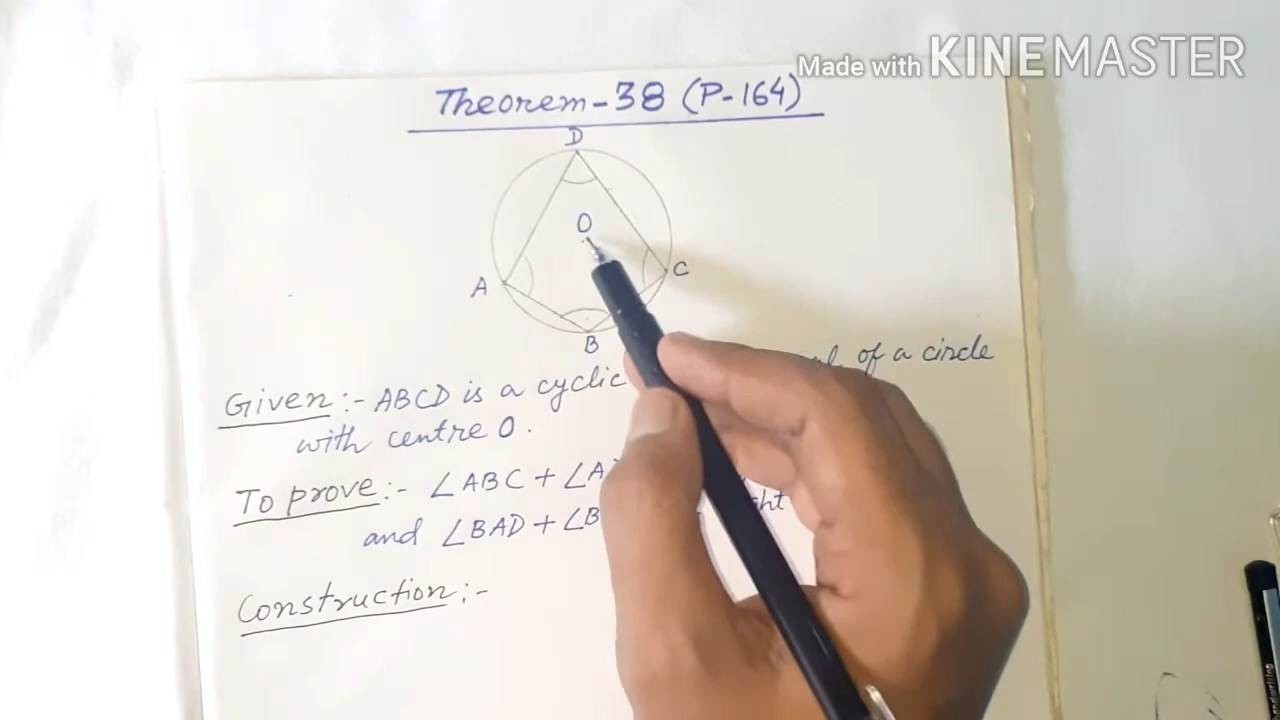 Made with KINEMASTER
Theorem-38 (P-164)
D
O
A
C
B
Given:- ABCD is a cyclic of a circle
with centre O.
To prove:- ∠ABC + ∠A
and ∠BAD + ∠B
Construction:-